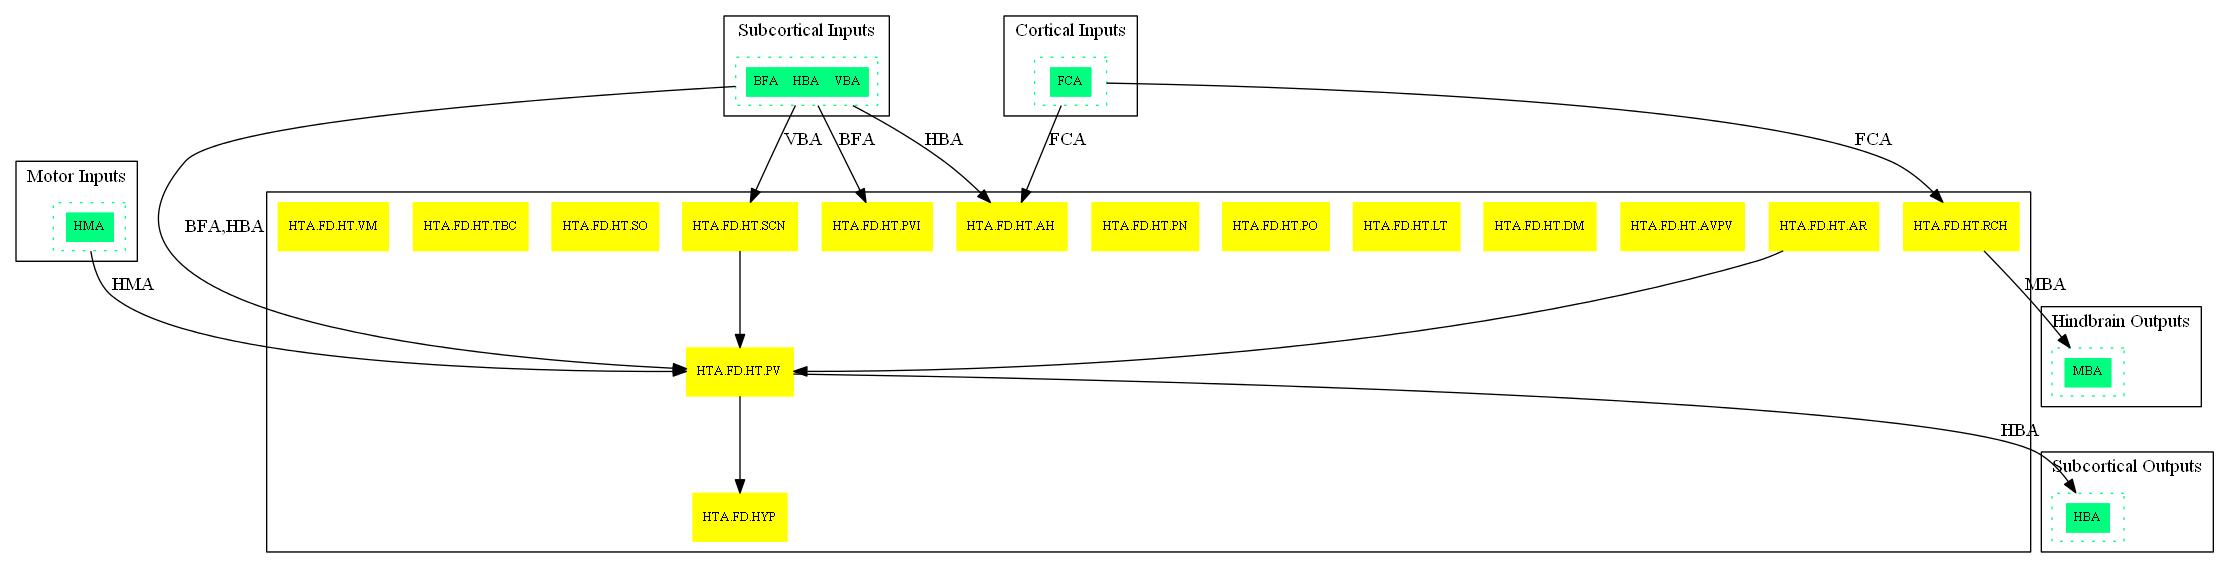 Subcortical Inputs
Cortical Inputs
BFA HBA VBA
FCA
VBA
BFA
HBA
FCA
FCA
Motor Inputs
HMA
BFA,HBA
HTA.FD.HT.VM
HTA.FD.HT.TBC
HTA.FD.HT.SO
HTA.FD.HT.SCN
HTA.FD.HT.PVI
HTA.FD.HT.AH
HTA.FD.HT.PN
HTA.FD.HT.PO
HTA.FD.HT.LT
HTA.FD.HT.DM
HTA.FD.HT.AVPV
HTA.FD.HT.AR
HTA.FD.HT.RCH
HMA
MBA
Hindbrain Outputs
HTA.FD.HT.PV
MBA
HBA
Subcortical Outputs
HTA.FD.HYP
HBA